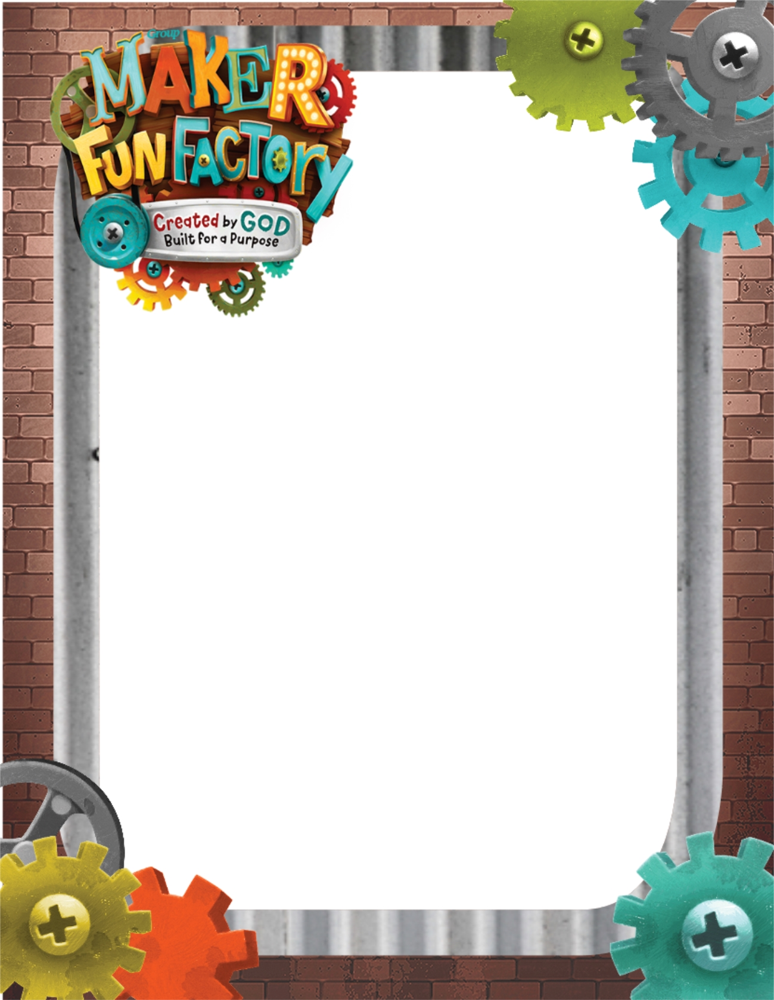 Group
MAKER
FUN FACTORY
Created by GOD
Built for a Purpose